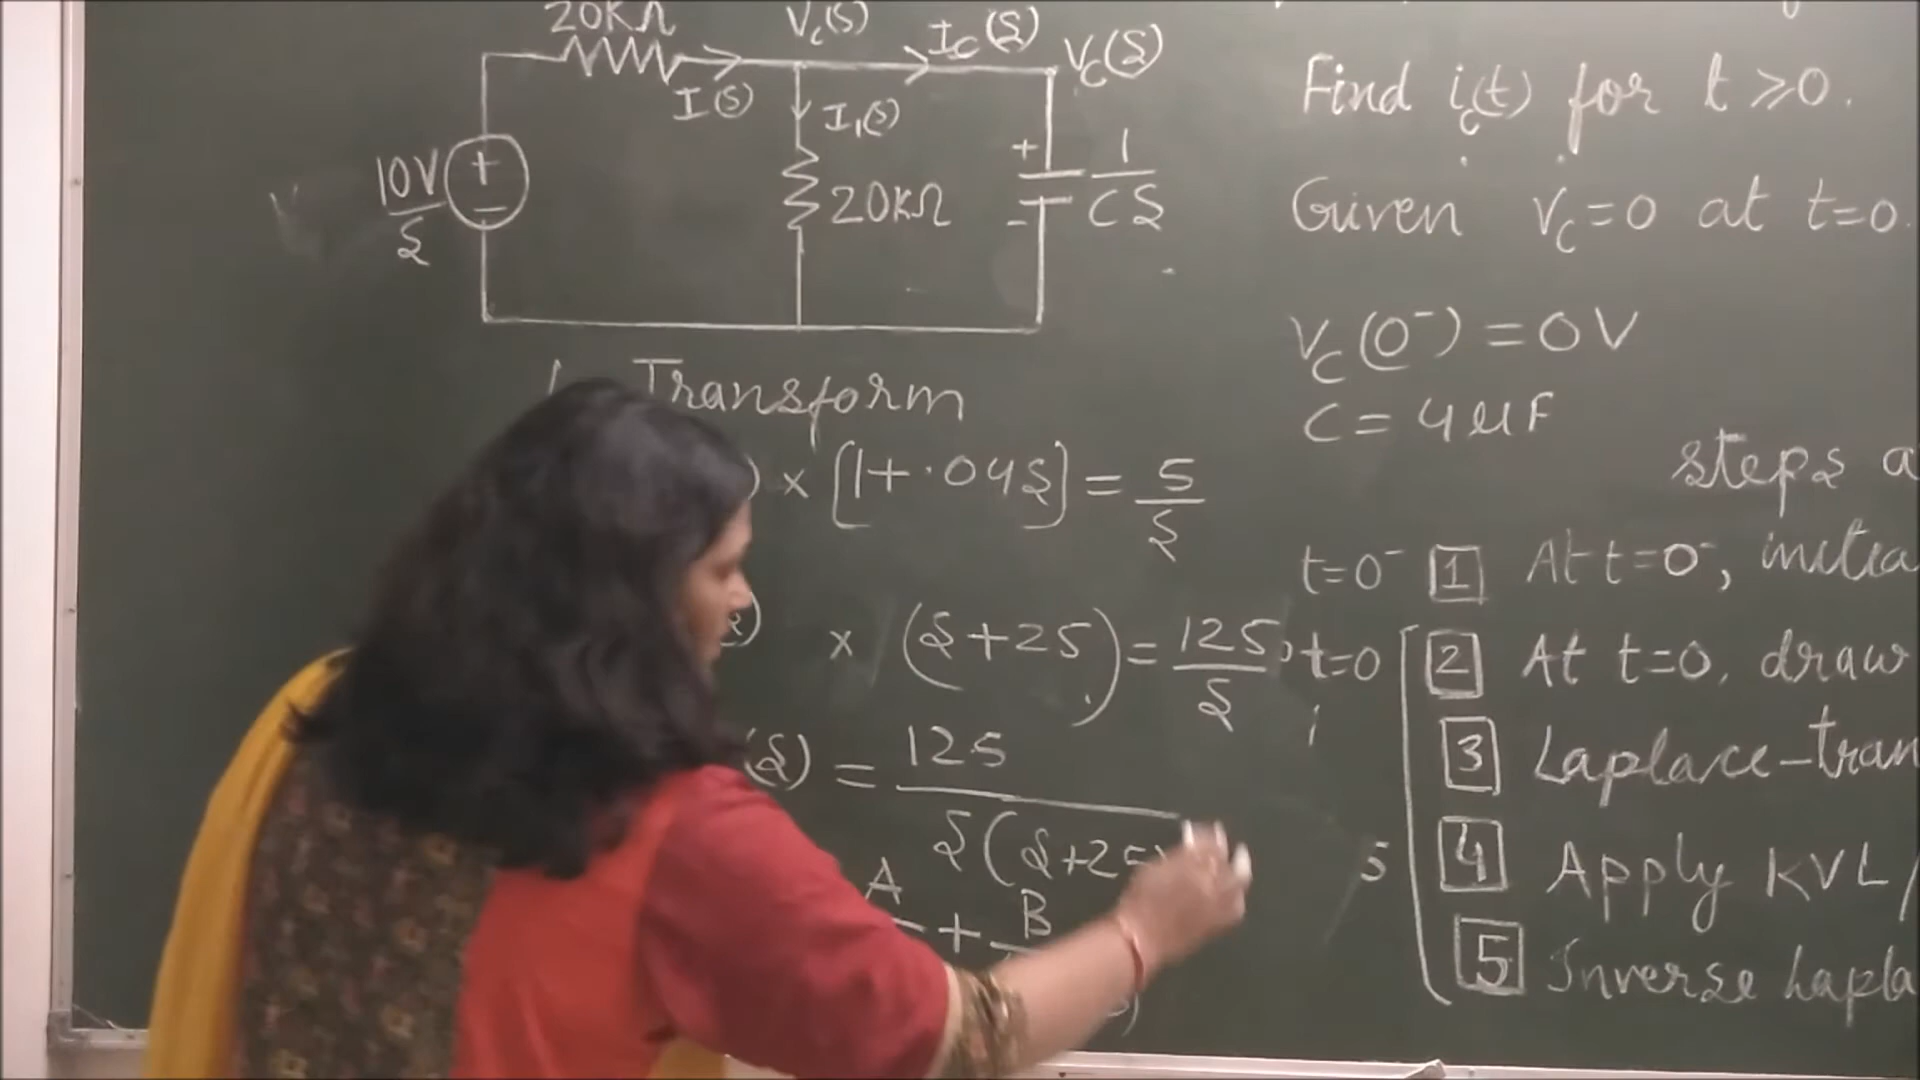 20KΩ
Vc(S)
Ic(S)
Vc(S)
I(S)
I₁(S)
10V/S
+
-
20KΩ
+
-
1/CS
Transform
) × [1+.04S] = 5/S
) × (S+25) = 125/S
(S) = 125/S(S+25)
A
+ B
Find ic(t) for t ≥ 0.
Given Vc=0 at t=0.
Vc(0⁻) = 0V
C = 4μF
steps a
t=0⁻ 1 At t=0⁻, initia
t=0 2 At t=0, draw
3 Laplace-tran
S 4 Apply KVL/
5 Inverse Lapla